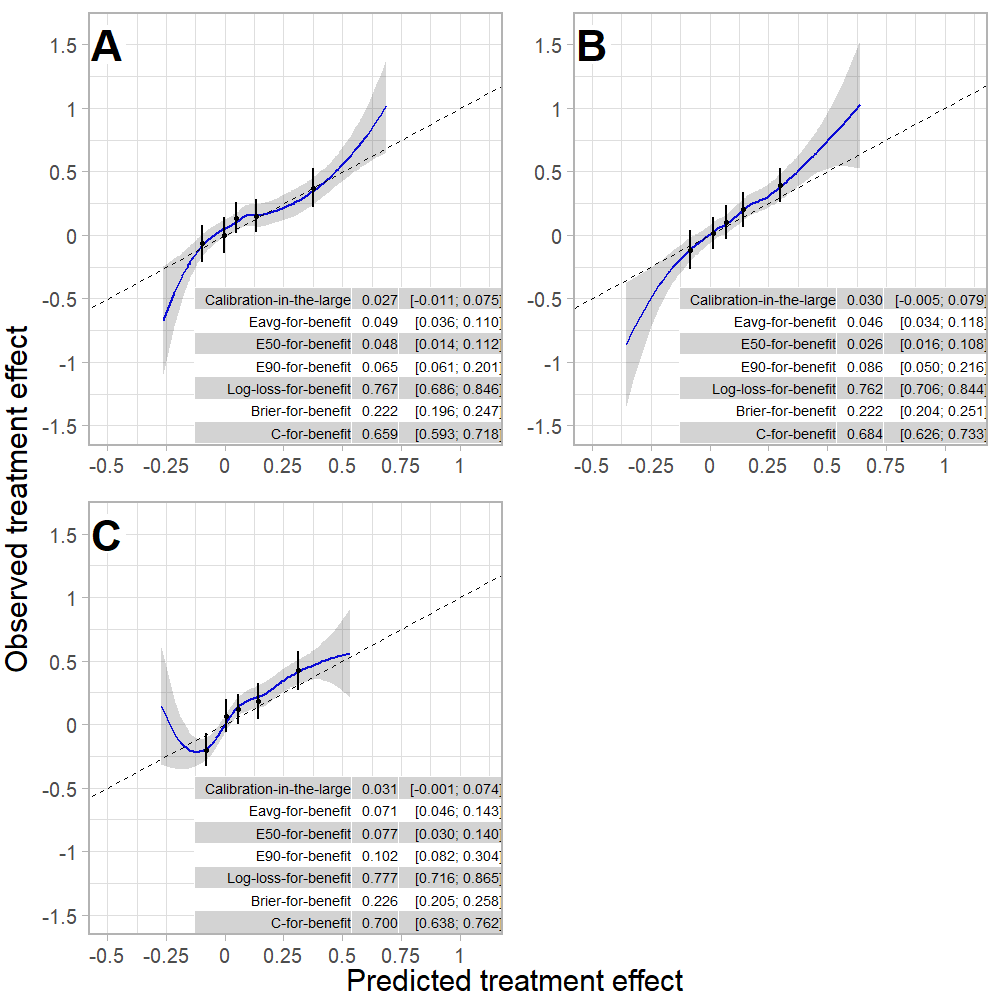 A
1.5
1
0.5
0
-0.5
-1
-1.5
Calibration-in-the-large 0.027 [-0.011; 0.075]
Eavg-for-benefit 0.049 [0.036; 0.110]
E50-for-benefit 0.048 [0.014; 0.112]
E90-for-benefit 0.065 [0.061; 0.201]
Log-loss-for-benefit 0.767 [0.686; 0.846]
Brier-for-benefit 0.222 [0.196; 0.247]
C-for-benefit 0.659 [0.593; 0.718]
-0.5 -0.25 0 0.25 0.5 0.75 1
B
1.5
1
0.5
0
-0.5
-1
-1.5
Calibration-in-the-large 0.030 [-0.005; 0.079]
Eavg-for-benefit 0.046 [0.034; 0.118]
E50-for-benefit 0.026 [0.016; 0.108]
E90-for-benefit 0.086 [0.050; 0.216]
Log-loss-for-benefit 0.762 [0.706; 0.844]
Brier-for-benefit 0.222 [0.204; 0.251]
C-for-benefit 0.684 [0.626; 0.733]
-0.5 -0.25 0 0.25 0.5 0.75 1
Observed treatment effect
C
1.5
1
0.5
0
-0.5
-1
-1.5
Calibration-in-the-large 0.031 [-0.001; 0.074]
Eavg-for-benefit 0.071 [0.046; 0.143]
E50-for-benefit 0.077 [0.030; 0.140]
E90-for-benefit 0.102 [0.082; 0.304]
Log-loss-for-benefit 0.777 [0.716; 0.865]
Brier-for-benefit 0.226 [0.205; 0.258]
C-for-benefit 0.700 [0.638; 0.762]
-0.5 -0.25 0 0.25 0.5 0.75 1
Predicted treatment effect